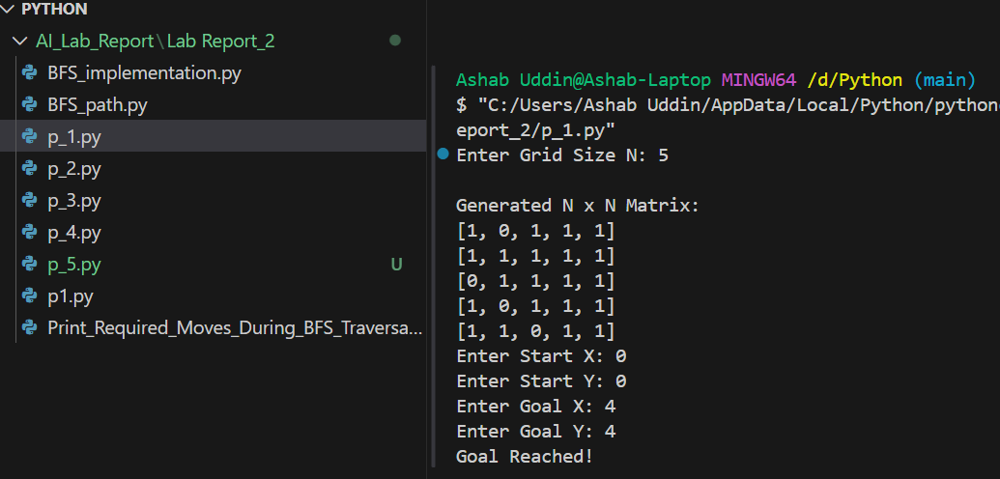 PYTHON
AI_Lab_Report\Lab Report_2
BFS_implementation.py
BFS_path.py
p_1.py
p_2.py
p_3.py
p_4.py
p_5.py U
p1.py
Print_Required_Moves_During_BFS_Traversa...
Ashab Uddin@Ashab-Laptop MINGW64 /d/Python (main)
$ "C:/Users/Ashab Uddin/AppData/Local/Python/python
eport_2/p_1.py"
Enter Grid Size N: 5
Generated N x N Matrix:
[1, 0, 1, 1, 1]
[1, 1, 1, 1, 1]
[0, 1, 1, 1, 1]
[1, 0, 1, 1, 1]
[1, 1, 0, 1, 1]
Enter Start X: 0
Enter Start Y: 0
Enter Goal X: 4
Enter Goal Y: 4
Goal Reached!